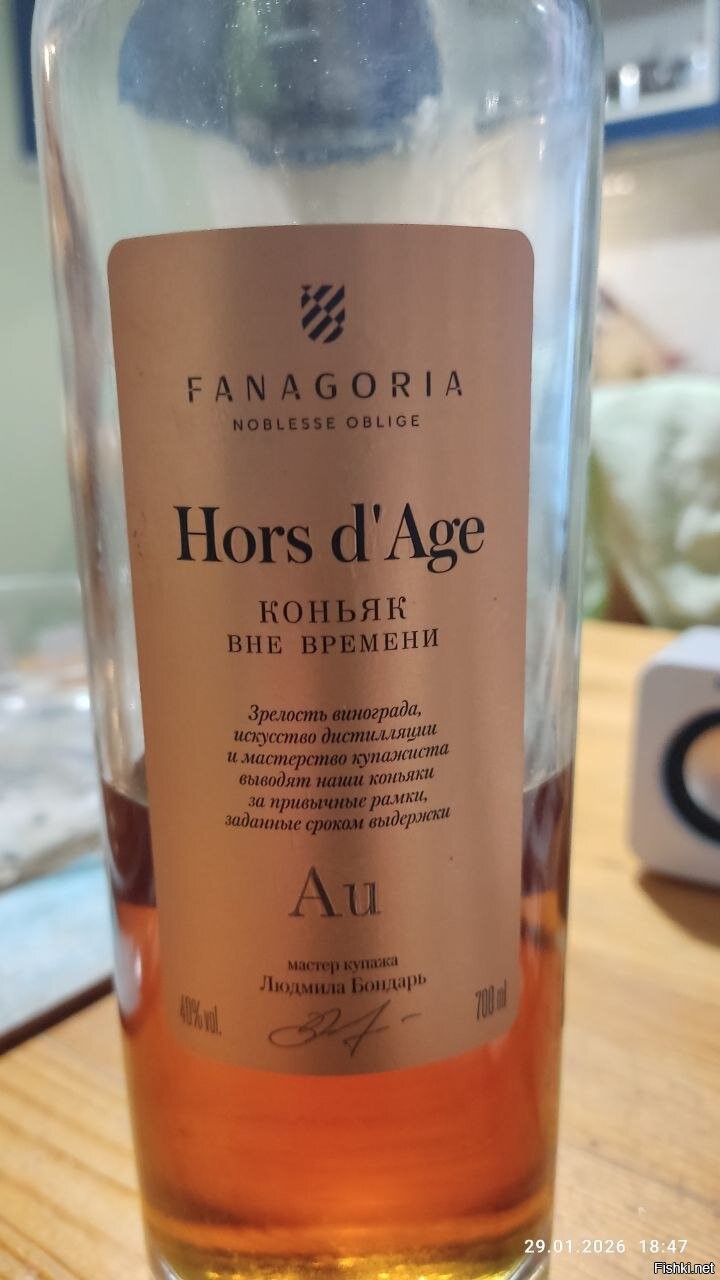 FANAGORIA
NOBLESSE OBLIGE
Hors d'Age
КОНЬЯК
ВНЕ ВРЕМЕНИ
Зрелость винограда,
искусство дистилляции
и мастерство купажиста
выводят наши коньяки
за привычные рамки,
заданные сроком выдержки
Au
мастер купажа
Людмила Бондарь
40% vol.
700 ml
29.01.2026 18:47
Fishki.net